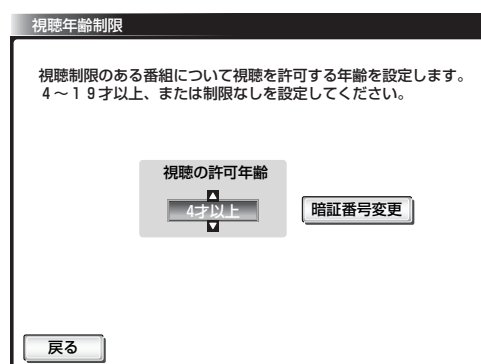 視聴年齢制限
視聴制限のある番組について視聴を許可する年齢を設定します。
4～19才以上、または制限なしを設定してください。
視聴の許可年齢
4才以上
暗証番号変更
戻る